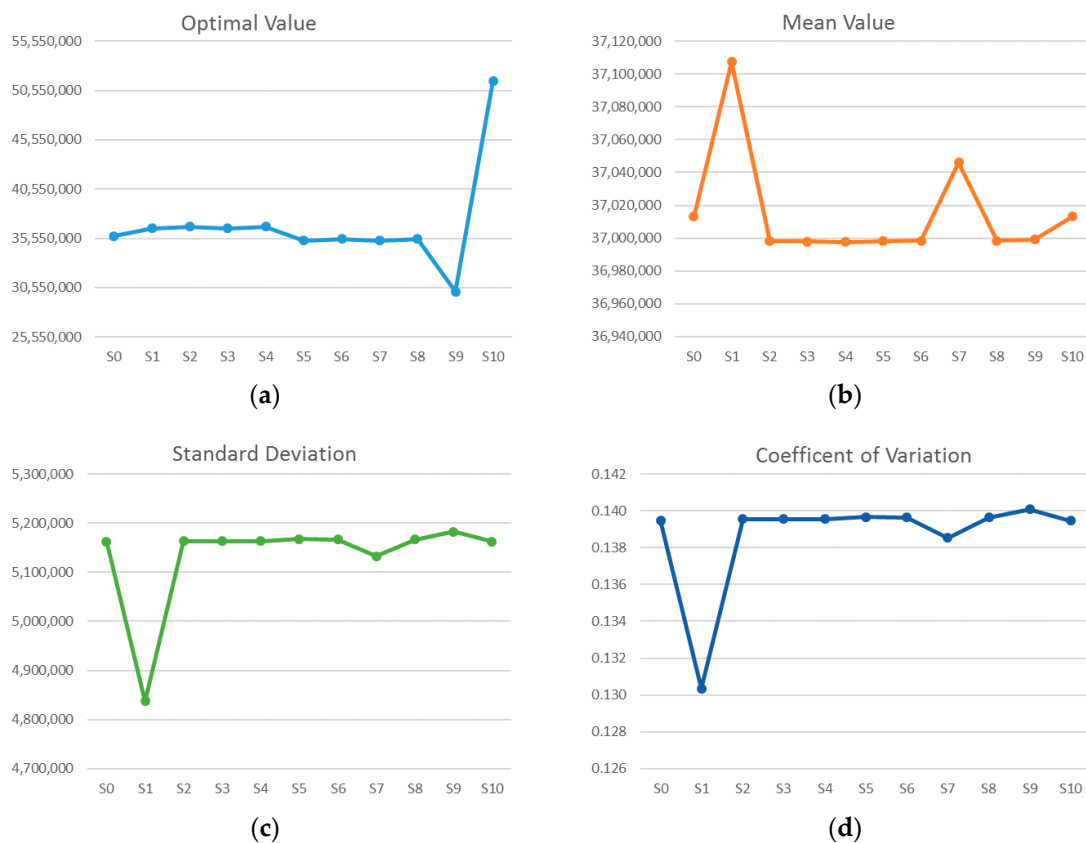 Optimal Value
55,550,000
50,550,000
45,550,000
40,550,000
35,550,000
30,550,000
25,550,000
S0 S1 S2 S3 S4 S5 S6 S7 S8 S9 S10
(a)
Mean Value
37,120,000
37,100,000
37,080,000
37,060,000
37,040,000
37,020,000
37,000,000
36,980,000
36,960,000
36,940,000
S0 S1 S2 S3 S4 S5 S6 S7 S8 S9 S10
(b)
Standard Deviation
5,300,000
5,200,000
5,100,000
5,000,000
4,900,000
4,800,000
4,700,000
S0 S1 S2 S3 S4 S5 S6 S7 S8 S9 S10
(c)
Coefficent of Variation
0.142
0.140
0.138
0.136
0.134
0.132
0.130
0.128
0.126
S0 S1 S2 S3 S4 S5 S6 S7 S8 S9 S10
(d)